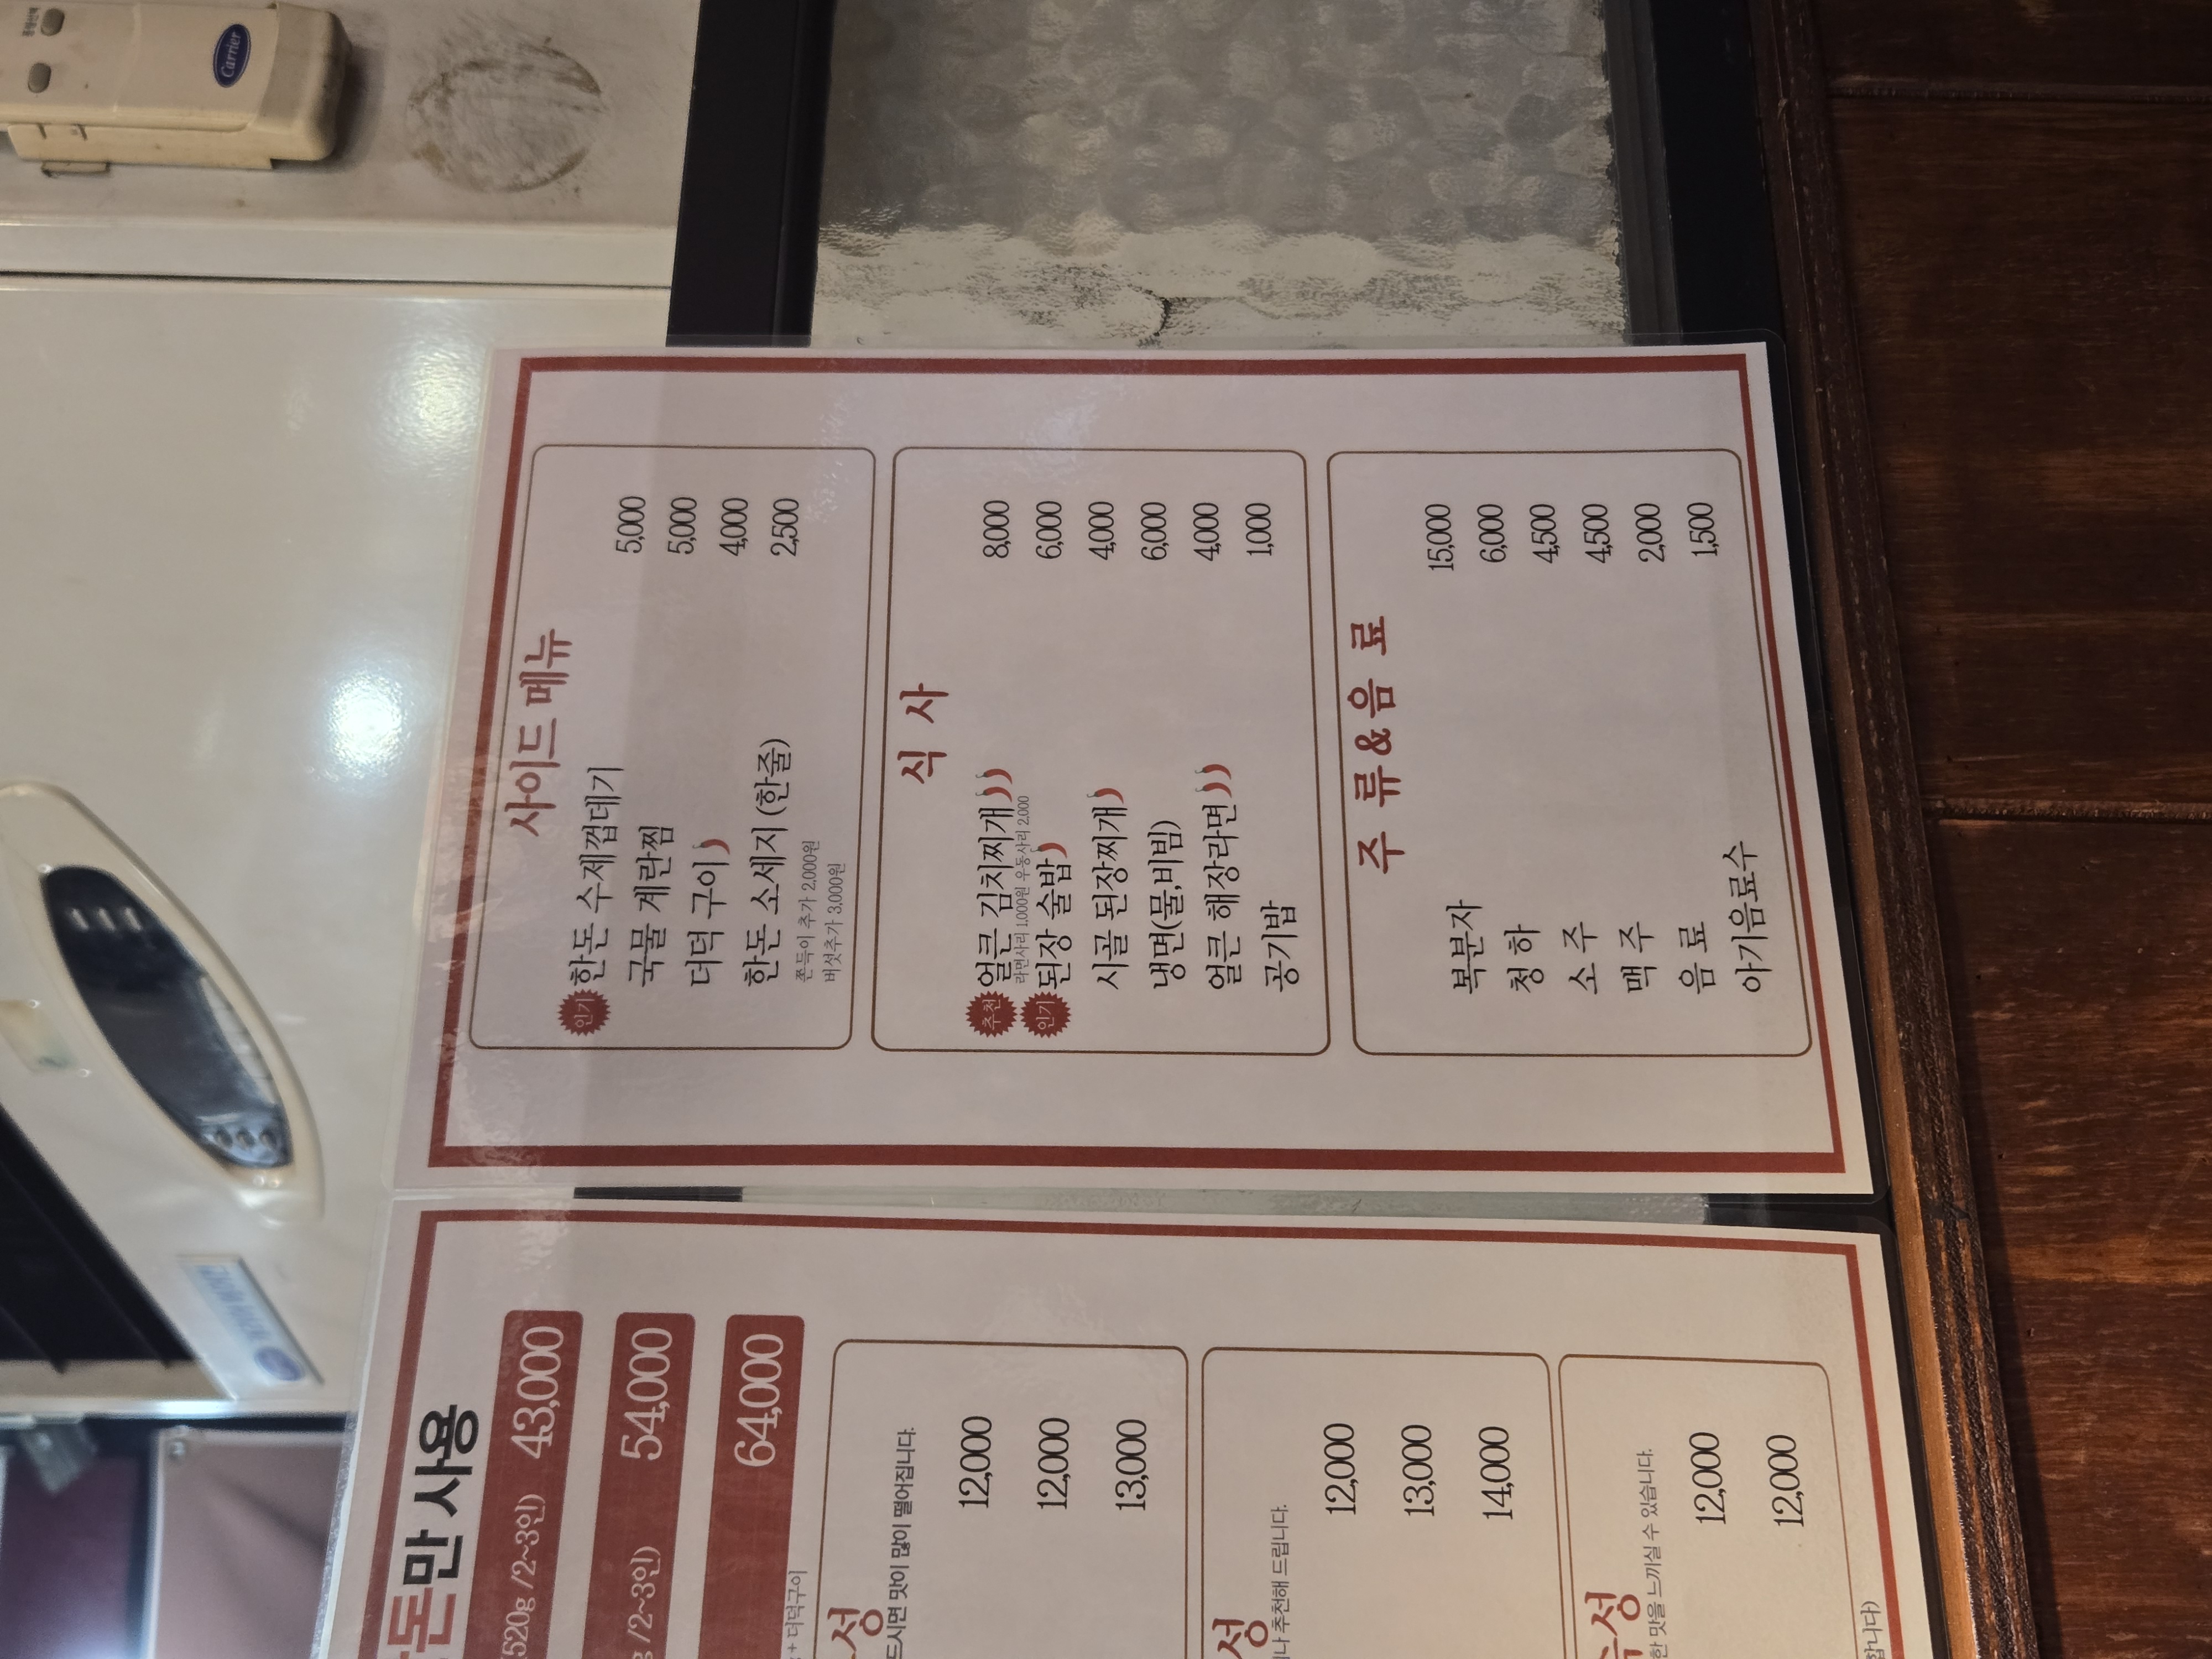 Carrier
돈만 사용
(520g /2~3인) 43,000
/2~3인) 54,000
64,000
+ 더덕구이
성
드시면 맛이 많이 떨어집니다.
12,000
12,000
13,000
성
추천해 드립니다.
12,000
13,000
14,000
숙성
한 맛을 느끼실 수 있습니다.
12,000
12,000
합니다)
사이드 메뉴
인기 한돈 수제껍데기 5,000
국물 계란찜 5,000
더덕 구이 4,000
한돈 소세지 (한줄) 2,500
쫀득이 추가 2,000원
버섯추가 3,000원
식 사
추천 얼큰 김치찌개 8,000
라면사리 1,000원 우동사리 2,000
인기 된장 술밥 6,000
시골 된장찌개 4,000
냉면(물,비빔) 6,000
얼큰 해장라면 4,000
공기밥 1,000
주 류 & 음 료
복분자 15,000
청 하 6,000
소 주 4,500
맥 주 4,500
음 료 2,000
아기음료수 1,500